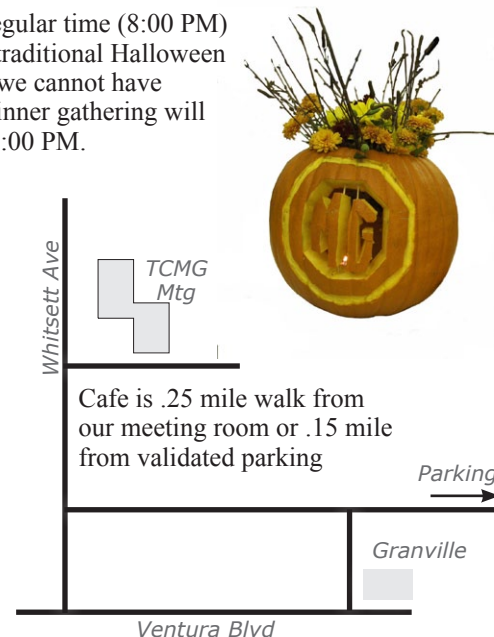 egular time (8:00 PM)
traditional Halloween
we cannot have
inner gathering will
:00 PM.
MG
Whitsett Ave
TCMG
Mtg
Cafe is .25 mile walk from
our meeting room or .15 mile
from validated parking
Parking
Granville
Ventura Blvd